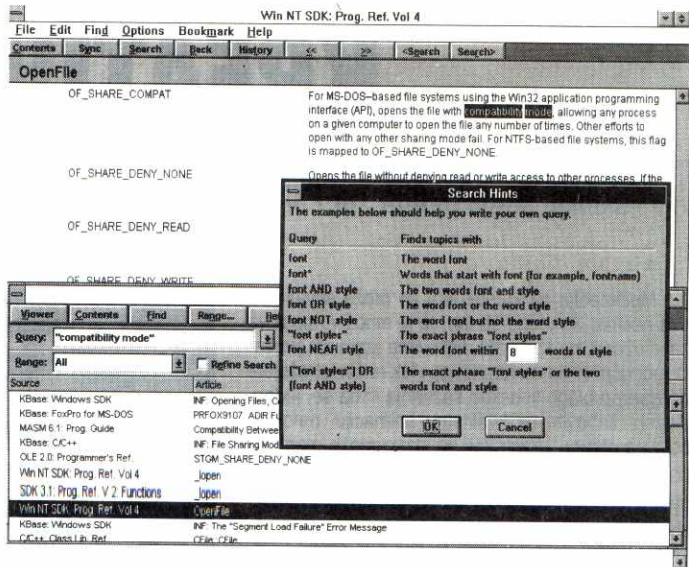 Win NT SDK: Prog. Ref. Vol 4
File Edit Find Options Bookmark Help
Contents Sync Search Back History << >> <Search Search>
OpenFile
OF_SHARE_COMPAT
For MS-DOS–based file systems using the Win32 application programming
interface (API), opens the file with compatibility mode, allowing any process
on a given computer to open the file any number of times. Other efforts to
open with any other sharing mode fail. For NTFS-based file systems, this flag
is mapped to OF_SHARE_DENY_NONE.
OF_SHARE_DENY_NONE
Opens the file without denying read or write access to other processes. If the
OF_SHARE_DENY_READ
OF_SHARE_DENY_WRITE
Search Hints
The examples below should help you write your own query.
Query Finds topics with
font The word font
font* Words that start with font (for example, fontname)
font AND style The two words font and style
font OR style The word font or the word style
font NOT style The word font but not the word style
"font styles" The exact phrase "font styles"
font NEAR style The word font within 8 words of style
["font styles"] OR The exact phrase "font styles" or the two
(font AND style) words font and style
OK Cancel
Viewer Contents Find Range...
Query: "compatibility mode"
Range: All Refine Search
Source Article
KBase: Windows SDK INF: Opening Files,
KBase: FoxPro for MS-DOS PRFOX9107 ADIR
MASM 6.1: Prog. Guide Compatibility
KBase: C/C++ INF: File Sharing
OLE 2.0: Programmer's Ref. STGM_SHARE_DENY_NONE
Win NT SDK: Prog. Ref. Vol 4 _lopen
SDK 3.1: Prog. Ref. V 2: Functions _lopen
Win NT SDK: Prog. Ref. Vol 4 OpenFile
KBase: Windows SDK INF: The "Segment Load Failure" Error Message
C/C++ Class Lib. Ref. CFile, CFile